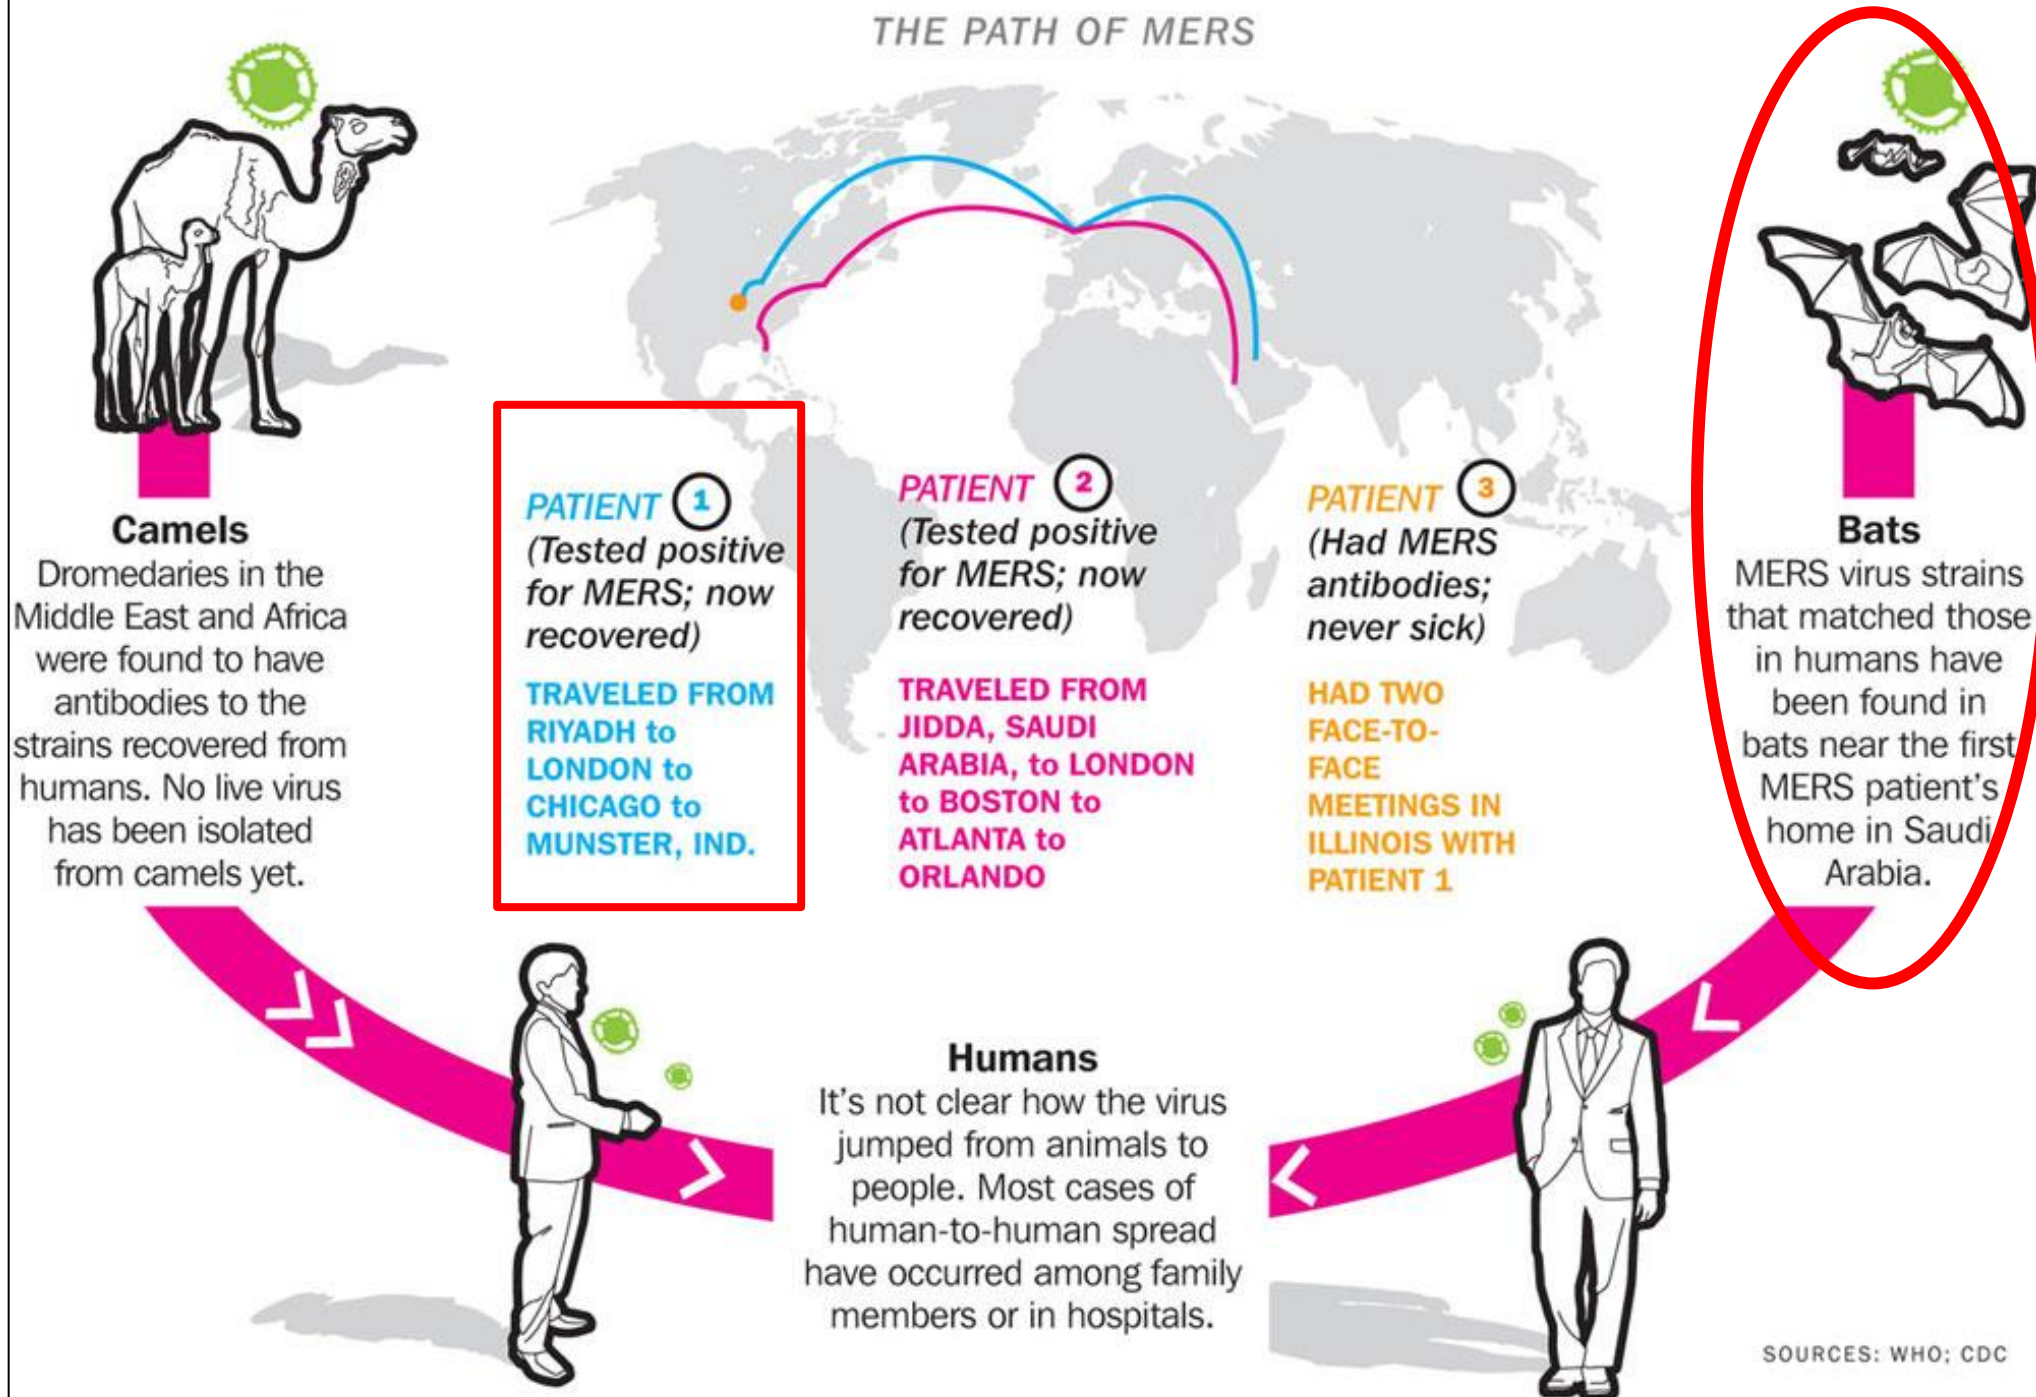 THE PATH OF MERS
Camels
Dromedaries in the
Middle East and Africa
were found to have
antibodies to the
strains recovered from
humans. No live virus
has been isolated
from camels yet.
PATIENT 1
(Tested positive
for MERS; now
recovered)
TRAVELED FROM
RIYADH to
LONDON to
CHICAGO to
MUNSTER, IND.
PATIENT 2
(Tested positive
for MERS; now
recovered)
TRAVELED FROM
JIDDA, SAUDI
ARABIA, to LONDON
to BOSTON to
ATLANTA to
ORLANDO
PATIENT 3
(Had MERS
antibodies;
never sick)
HAD TWO
FACE-TO-
FACE
MEETINGS IN
ILLINOIS WITH
PATIENT 1
Bats
MERS virus strains
that matched those
in humans have
been found in
bats near the first
MERS patient's
home in Saudi
Arabia.
Humans
It's not clear how the virus
jumped from animals to
people. Most cases of
human-to-human spread
have occurred among family
members or in hospitals.
SOURCES: WHO; CDC